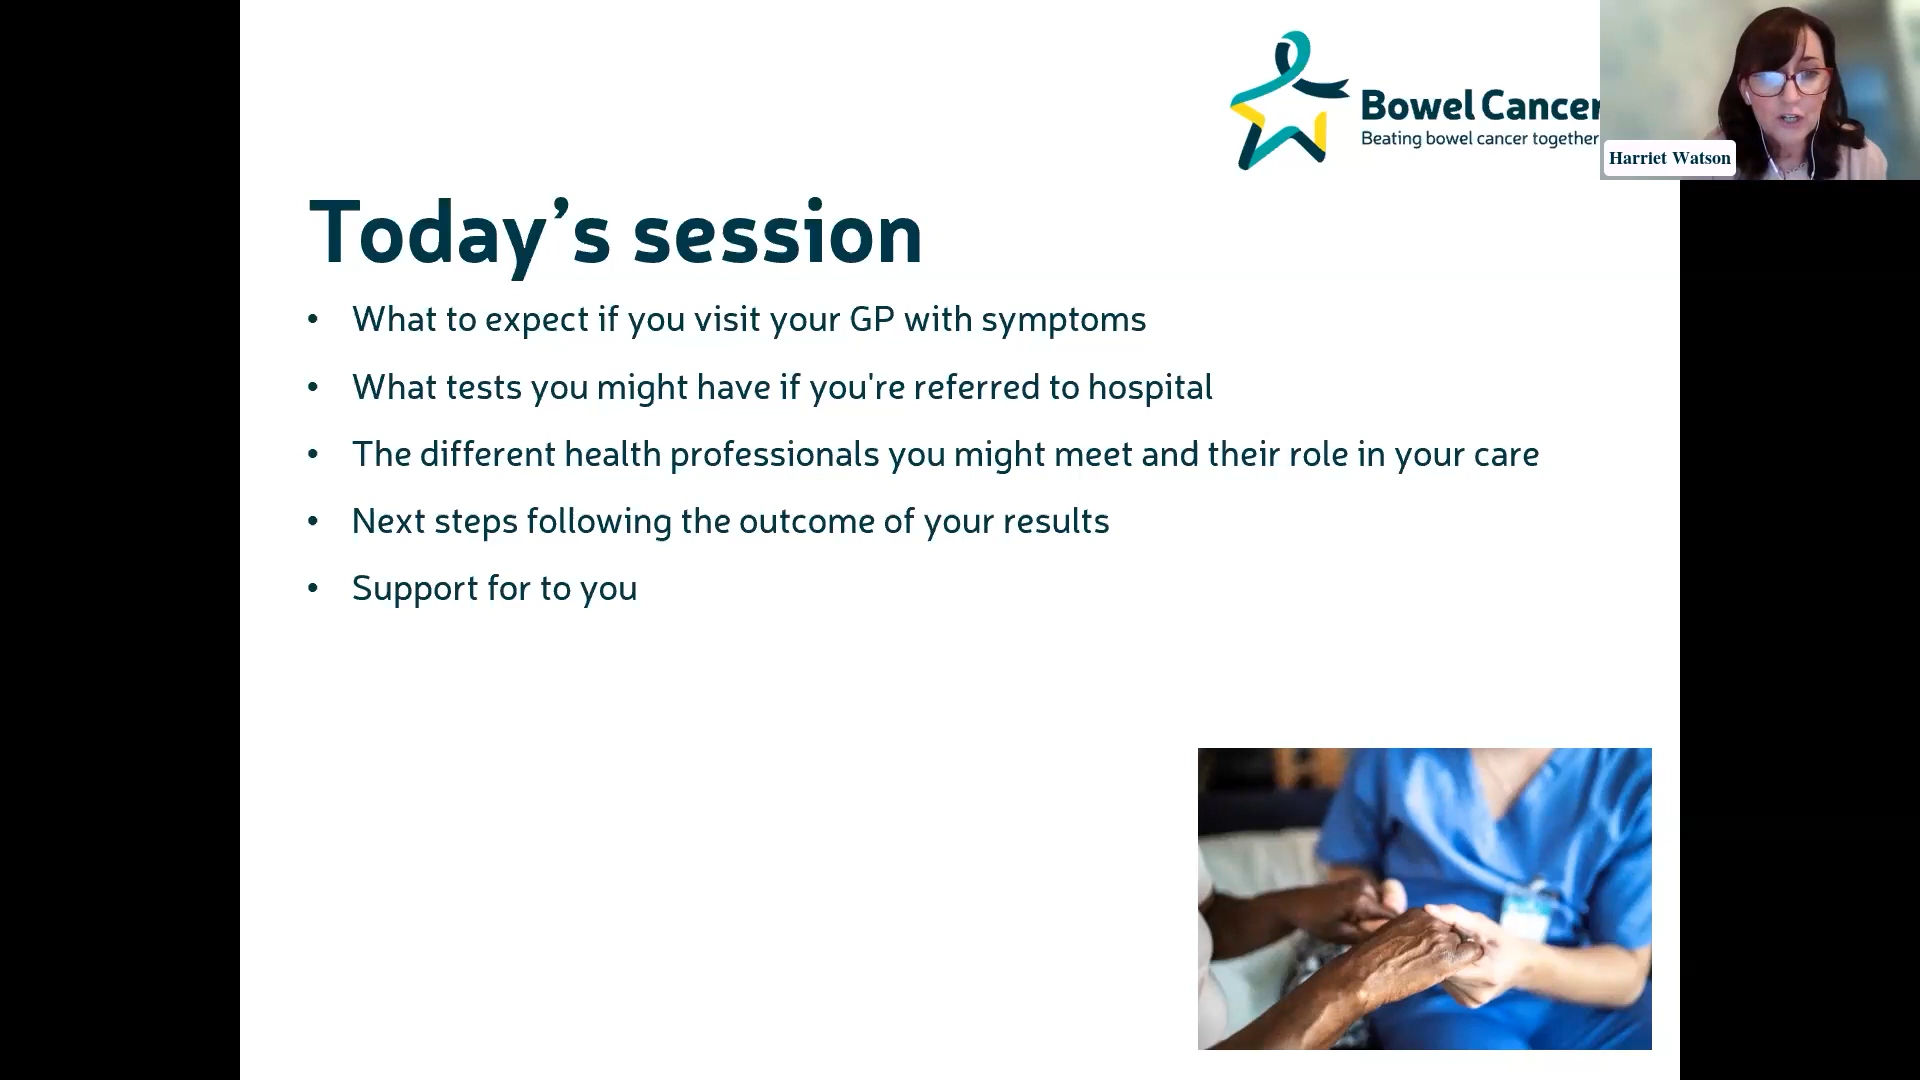 Bowel Cancer
Beating bowel cancer together
Harriet Watson
Today’s session
• What to expect if you visit your GP with symptoms
• What tests you might have if you're referred to hospital
• The different health professionals you might meet and their role in your care
• Next steps following the outcome of your results
• Support for to you